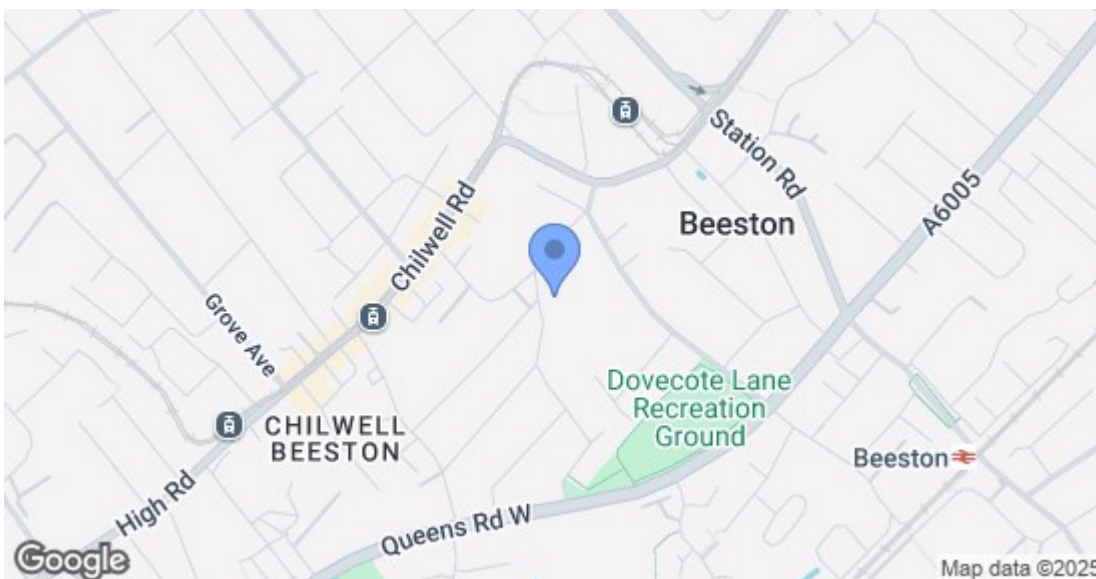 Station Rd
A6005
Beeston
Chilwell Rd
Grove Ave
Dovecote Lane
Recreation
Ground
CHILWELL
BEESTON
Beeston
High Rd
Queens Rd W
Google
Map data ©2025